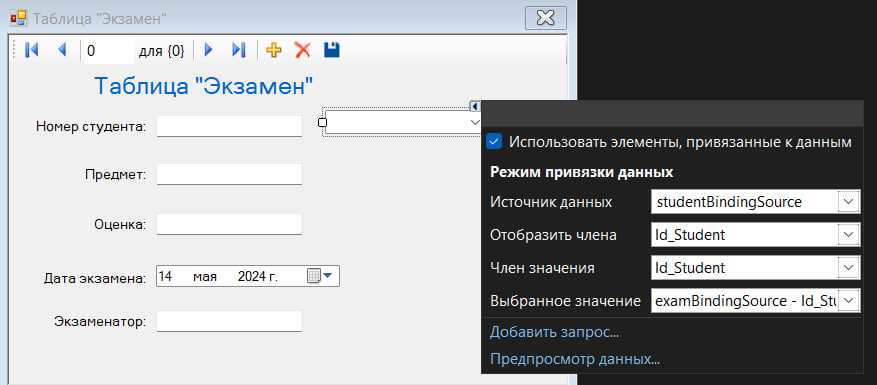 Таблица "Экзамен"
0 для {0}
Таблица "Экзамен"
Номер студента:
Предмет:
Оценка:
Дата экзамена: 14 мая 2024 г.
Экзаменатор:
Использовать элементы, привязанные к данным
Режим привязки данных
Источник данных studentBindingSource
Отобразить члена Id_Student
Член значения Id_Student
Выбранное значение examBindingSource - Id_Stu
Добавить запрос...
Предпросмотр данных...